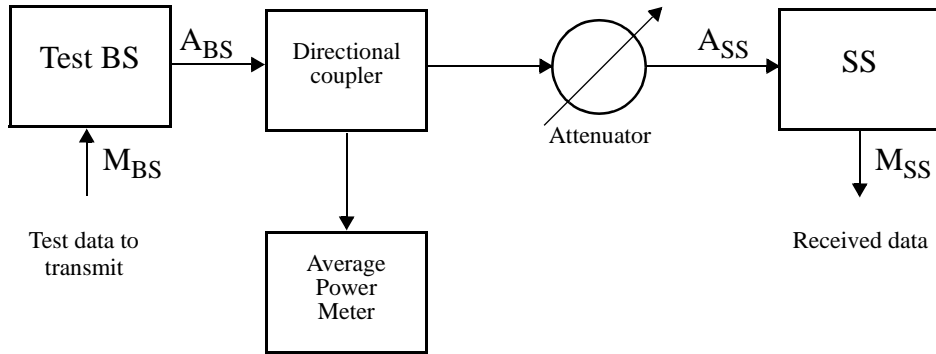 Test BS
A_BS
Directional
coupler
A_SS
SS
Attenuator
M_BS
M_SS
Test data to
transmit
Average
Power
Meter
Received data